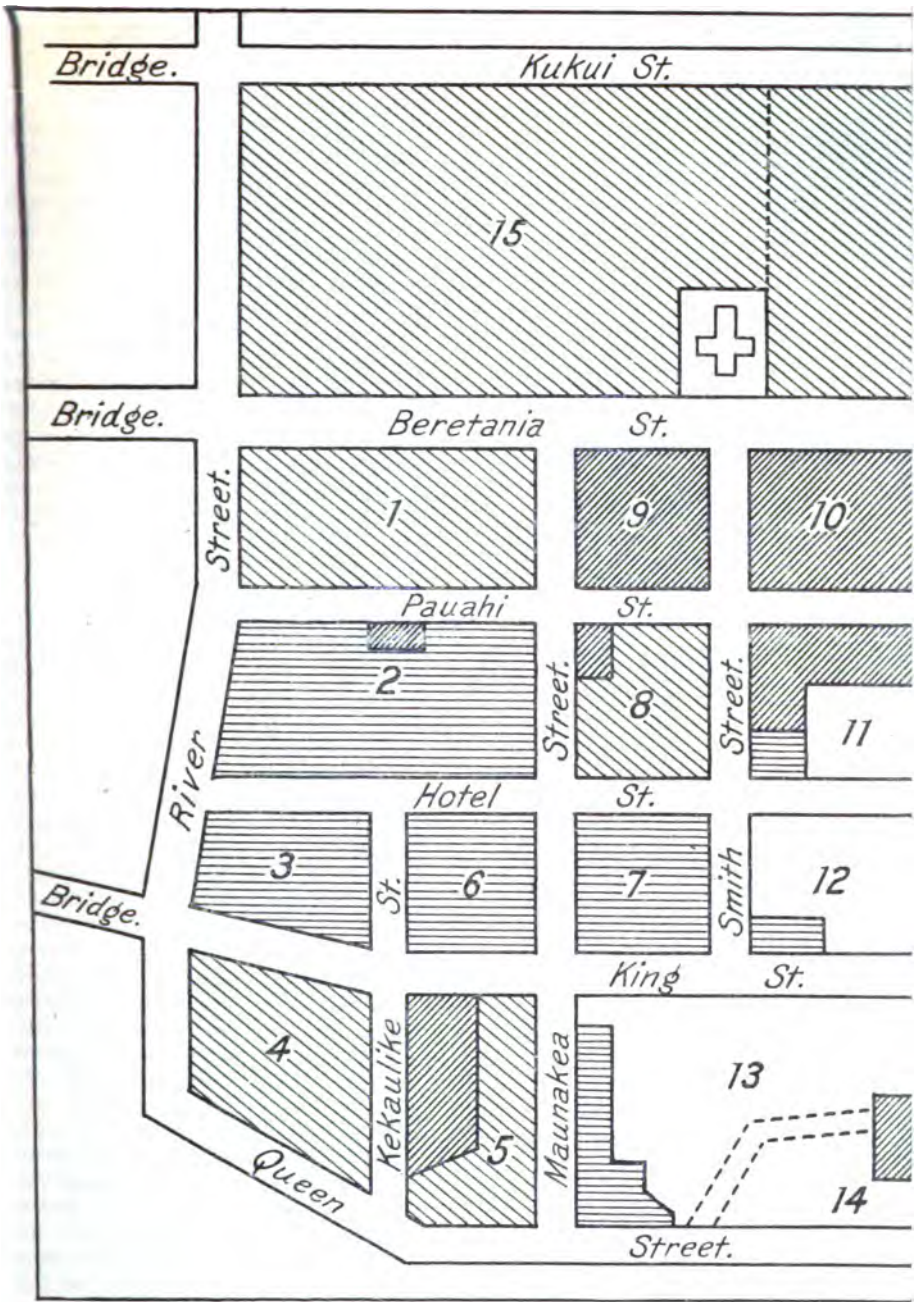 Bridge.
Kukui St.
15
Bridge.
Beretania St.
Street.
1
9
10
Pauahi St.
2
Street.
8
Street.
11
River
Hotel St.
3
St.
6
7
Smith
12
Bridge.
King St.
4
Kekaulike
5
Maunakea
13
14
Queen
Street.